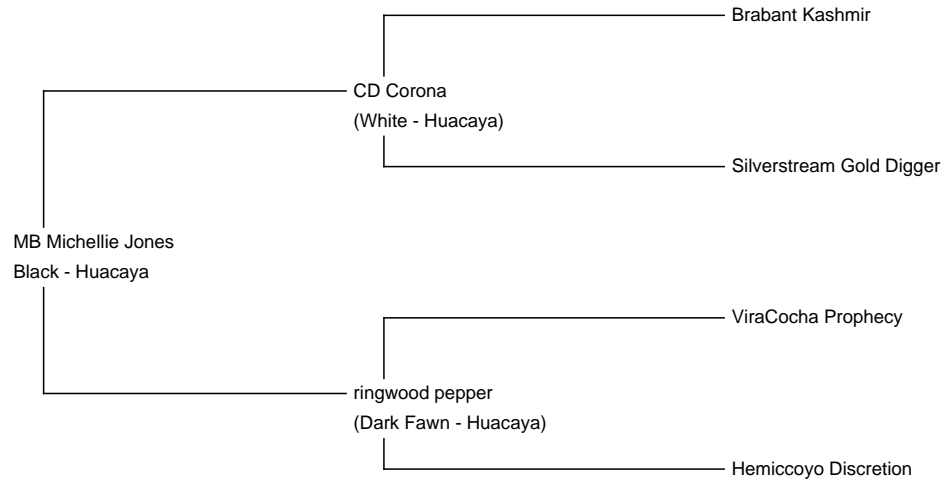 Brabant Kashmir
CD Corona
(White - Huacaya)
Silverstream Gold Digger
MB Michellie Jones
Black - Huacaya
ViraCocha Prophecy
ringwood pepper
(Dark Fawn - Huacaya)
Hemiccoyo Discretion